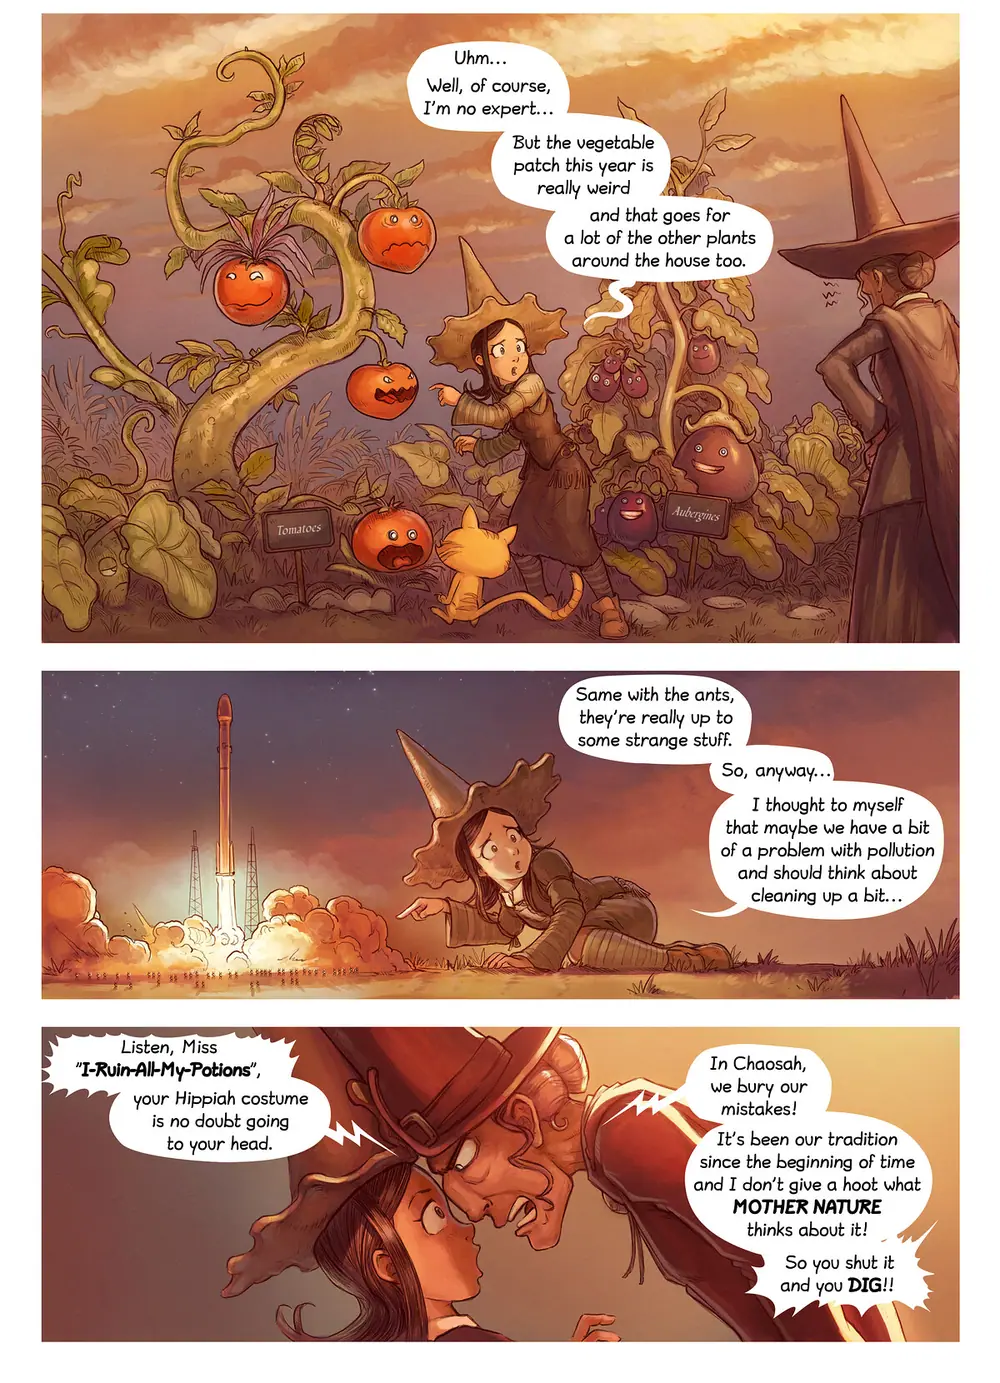 Uhm...
Well, of course,
I'm no expert...
But the vegetable
patch this year is
really weird
and that goes for
a lot of the other plants
around the house too.
Tomatoes
Aubergines
Same with the ants,
they're really up to
some strange stuff.
So, anyway...
I thought to myself
that maybe we have a bit
of a problem with pollution
and should think about
cleaning up a bit...
Listen, Miss
"I-Ruin-All-My-Potions",
your Hippiah costume
is no doubt going
to your head.
In Chaosah,
we bury our
mistakes!
It's been our tradition
since the beginning of time
and I don't give a hoot what
MOTHER NATURE
thinks about it!
So you shut it
and you DIG!!